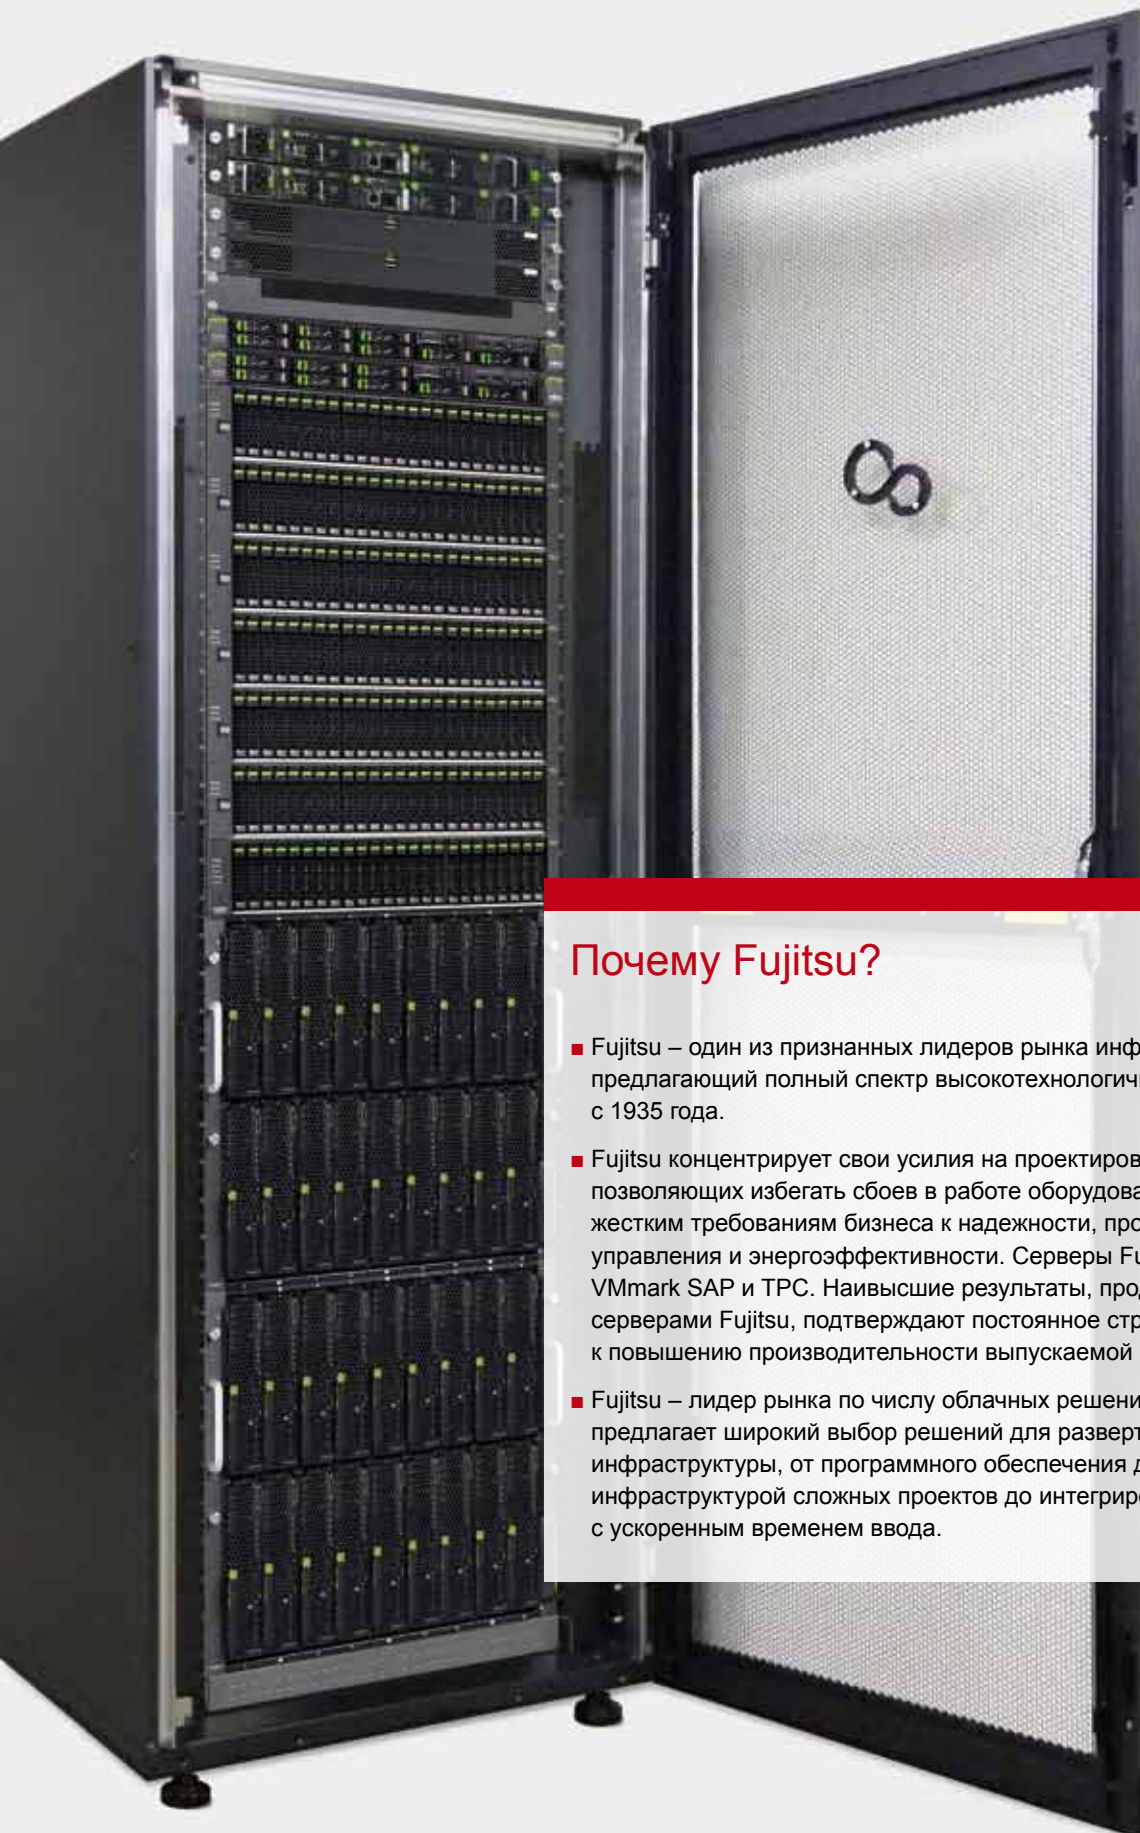 Почему Fujitsu?
■ Fujitsu – один из признанных лидеров рынка инф
предлагающий полный спектр высокотехнологич
с 1935 года.
■ Fujitsu концентрирует свои усилия на проектиров
позволяющих избегать сбоев в работе оборудова
жестким требованиям бизнеса к надежности, про
управления и энергоэффективности. Серверы Fu
VMmark SAP и TPC. Наивысшие результаты, прод
серверами Fujitsu, подтверждают постоянное стр
к повышению производительности выпускаемой
■ Fujitsu – лидер рынка по числу облачных решени
предлагает широкий выбор решений для разверт
инфраструктуры, от программного обеспечения д
инфраструктурой сложных проектов до интегриро
с ускоренным временем ввода.